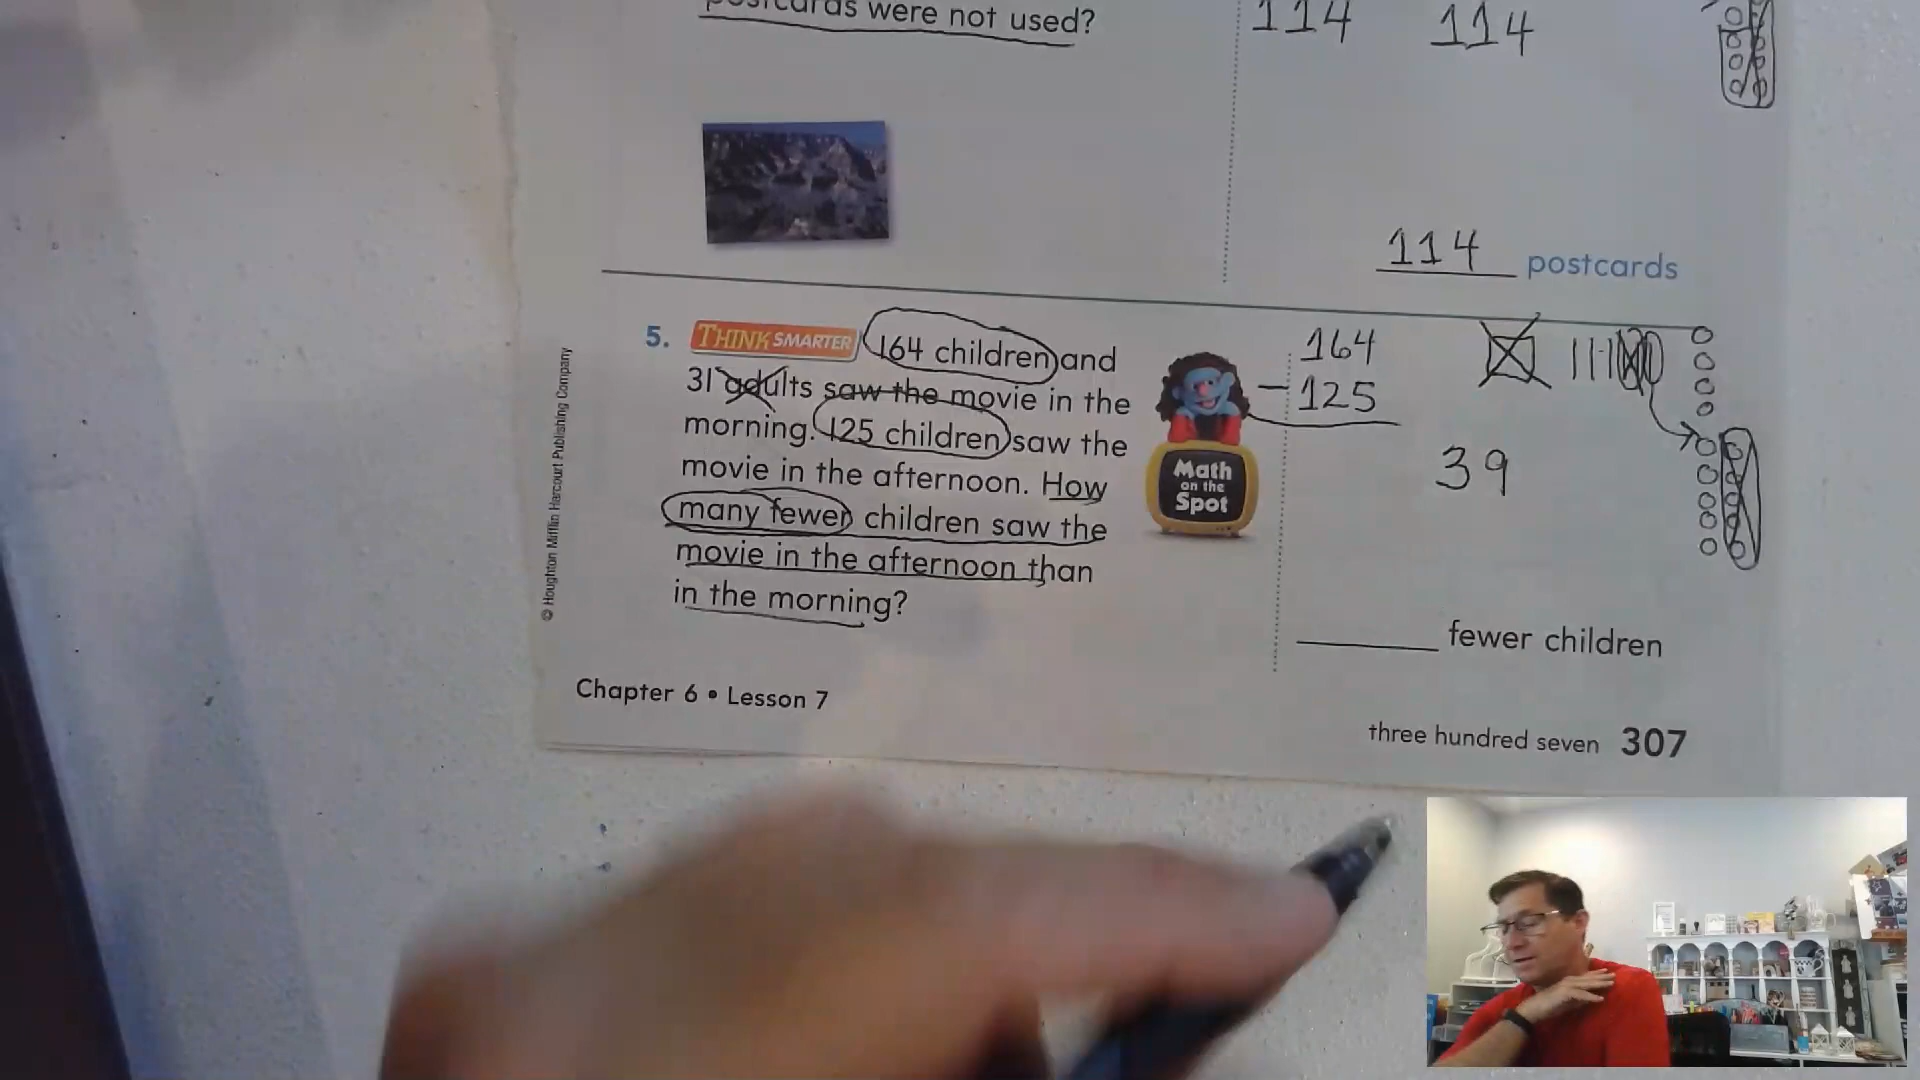 postcards were not used?
114 114
114 postcards
5. THINK SMARTER 164 children and
31 adults saw the movie in the
morning. 125 children saw the
movie in the afternoon. How
many fewer children saw the
movie in the afternoon than
in the morning?
Math
on the
Spot
164
- 125
39
fewer children
© Houghton Mifflin Harcourt Publishing Company
Chapter 6 • Lesson 7
three hundred seven 307